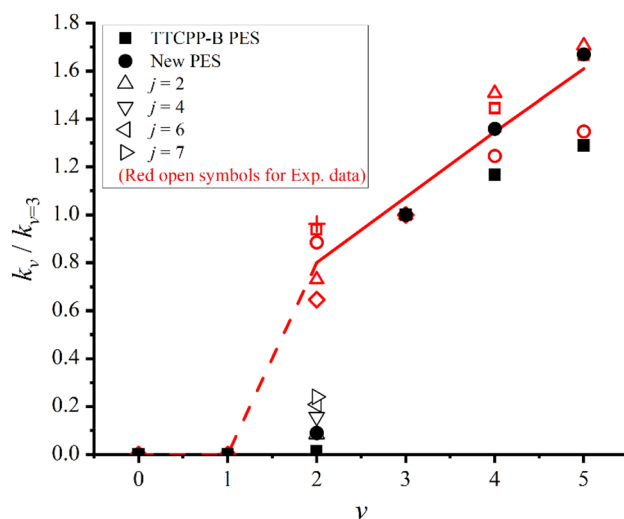 1.8
1.6
1.4
1.2
1.0
0.8
0.6
0.4
0.2
0.0
kᵥ / kᵥ₌₃
TTCPP-B PES
New PES
j = 2
j = 4
j = 6
j = 7
(Red open symbols for Exp. data)
0 1 2 3 4 5
v